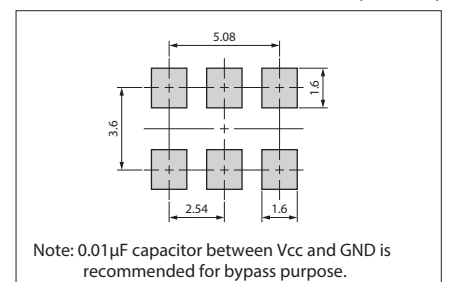 5.08
1.6
3.6
2.54
1.6
Note: 0.01μF capacitor between Vcc and GND is
recommended for bypass purpose.